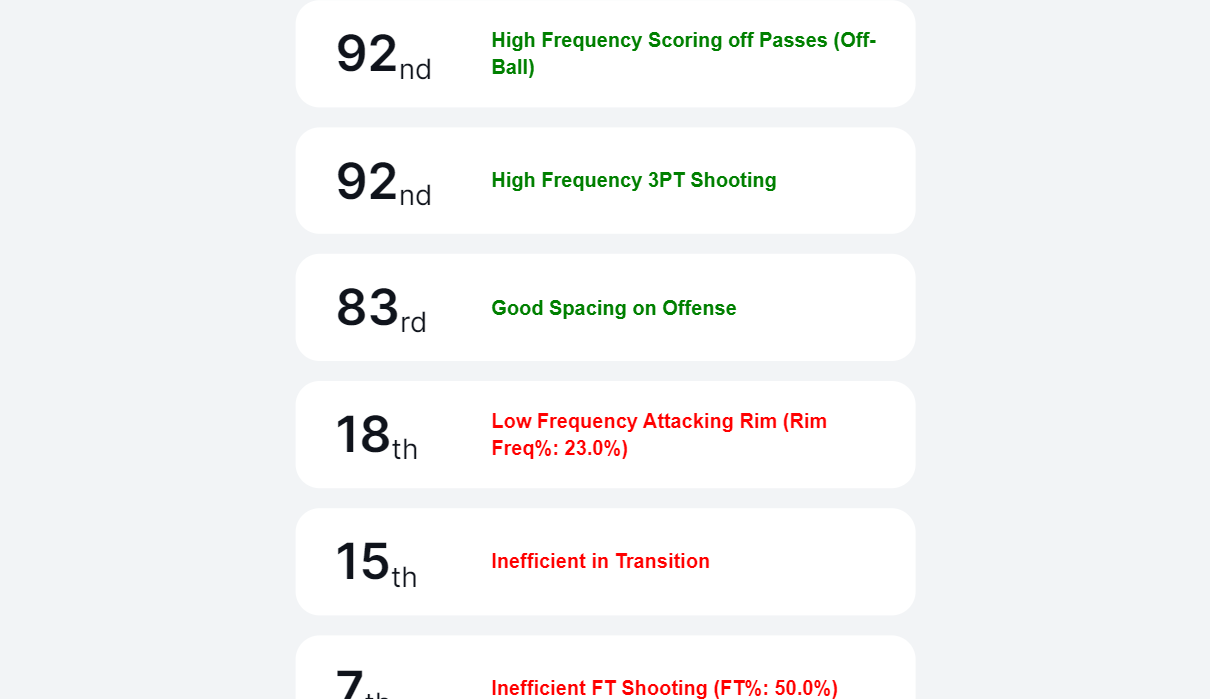 92nd
High Frequency Scoring off Passes (Off-
Ball)
92nd
High Frequency 3PT Shooting
83rd
Good Spacing on Offense
18th
Low Frequency Attacking Rim (Rim
Freq%: 23.0%)
15th
Inefficient in Transition
7th
Inefficient FT Shooting (FT%: 50.0%)